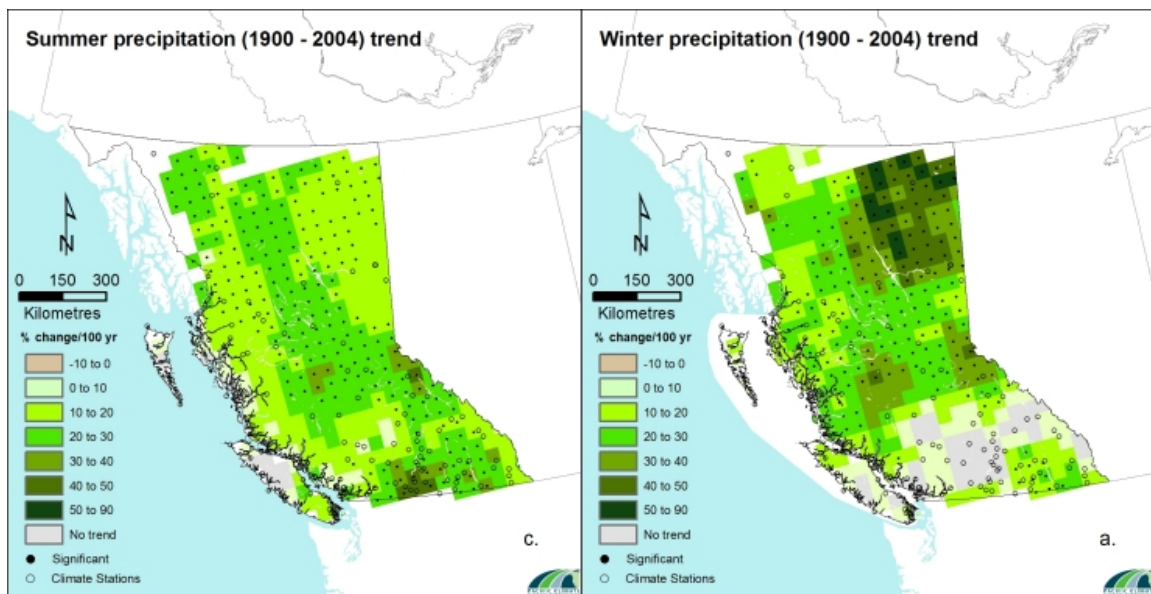 Summer precipitation (1900 - 2004) trend
N
0 150 300
Kilometres
% change/100 yr
-10 to 0
0 to 10
10 to 20
20 to 30
30 to 40
40 to 50
50 to 90
No trend
Significant
Climate Stations
c.
Winter precipitation (1900 - 2004) trend
N
0 150 300
Kilometres
% change/100 yr
-10 to 0
0 to 10
10 to 20
20 to 30
30 to 40
40 to 50
50 to 90
No trend
Significant
Climate Stations
a.